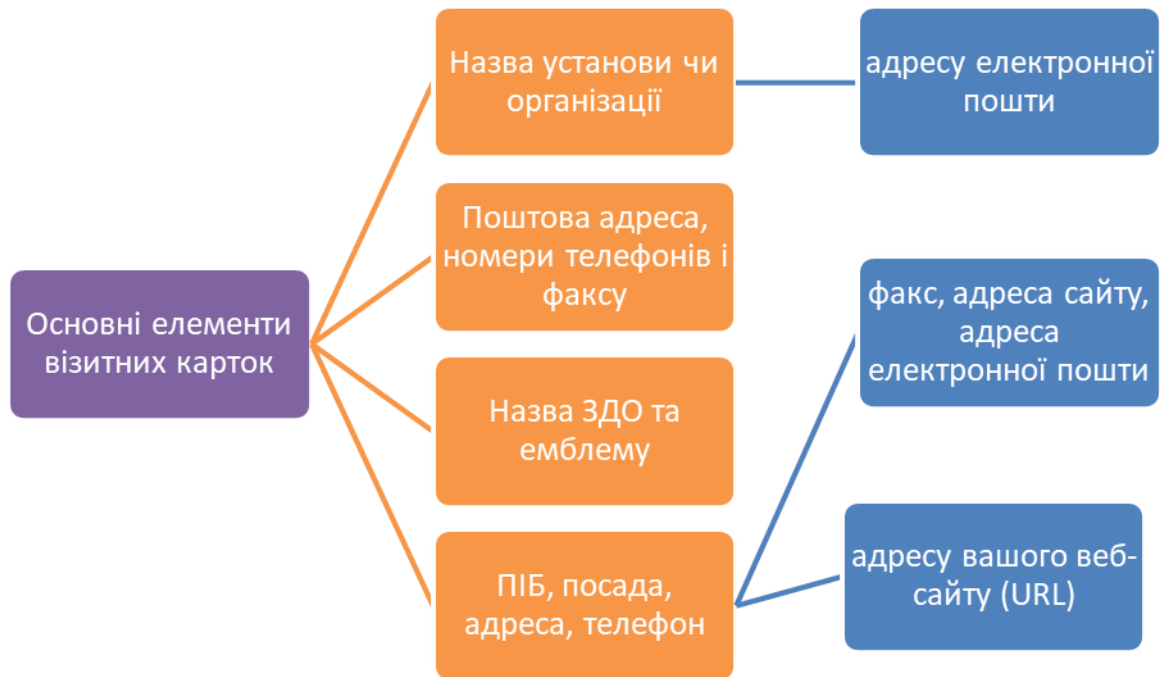 Основні елементи
візитних карток
Назва установи чи
організації
Поштова адреса,
номери телефонів і
факсу
Назва ЗДО та
емблему
ПІБ, посада,
адреса, телефон
адресу електронної
пошти
факс, адреса сайту,
адреса
електронної пошти
адресу вашого веб-
сайту (URL)